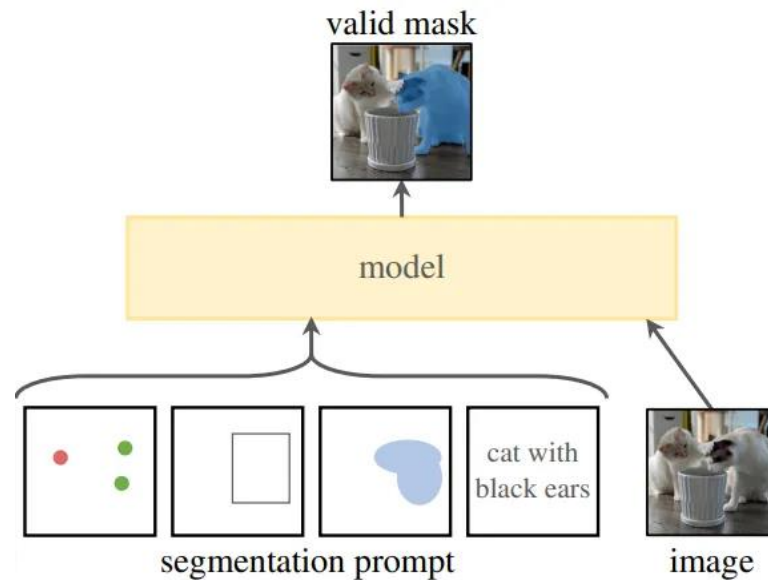 valid mask
model
cat with
black ears
segmentation prompt
image